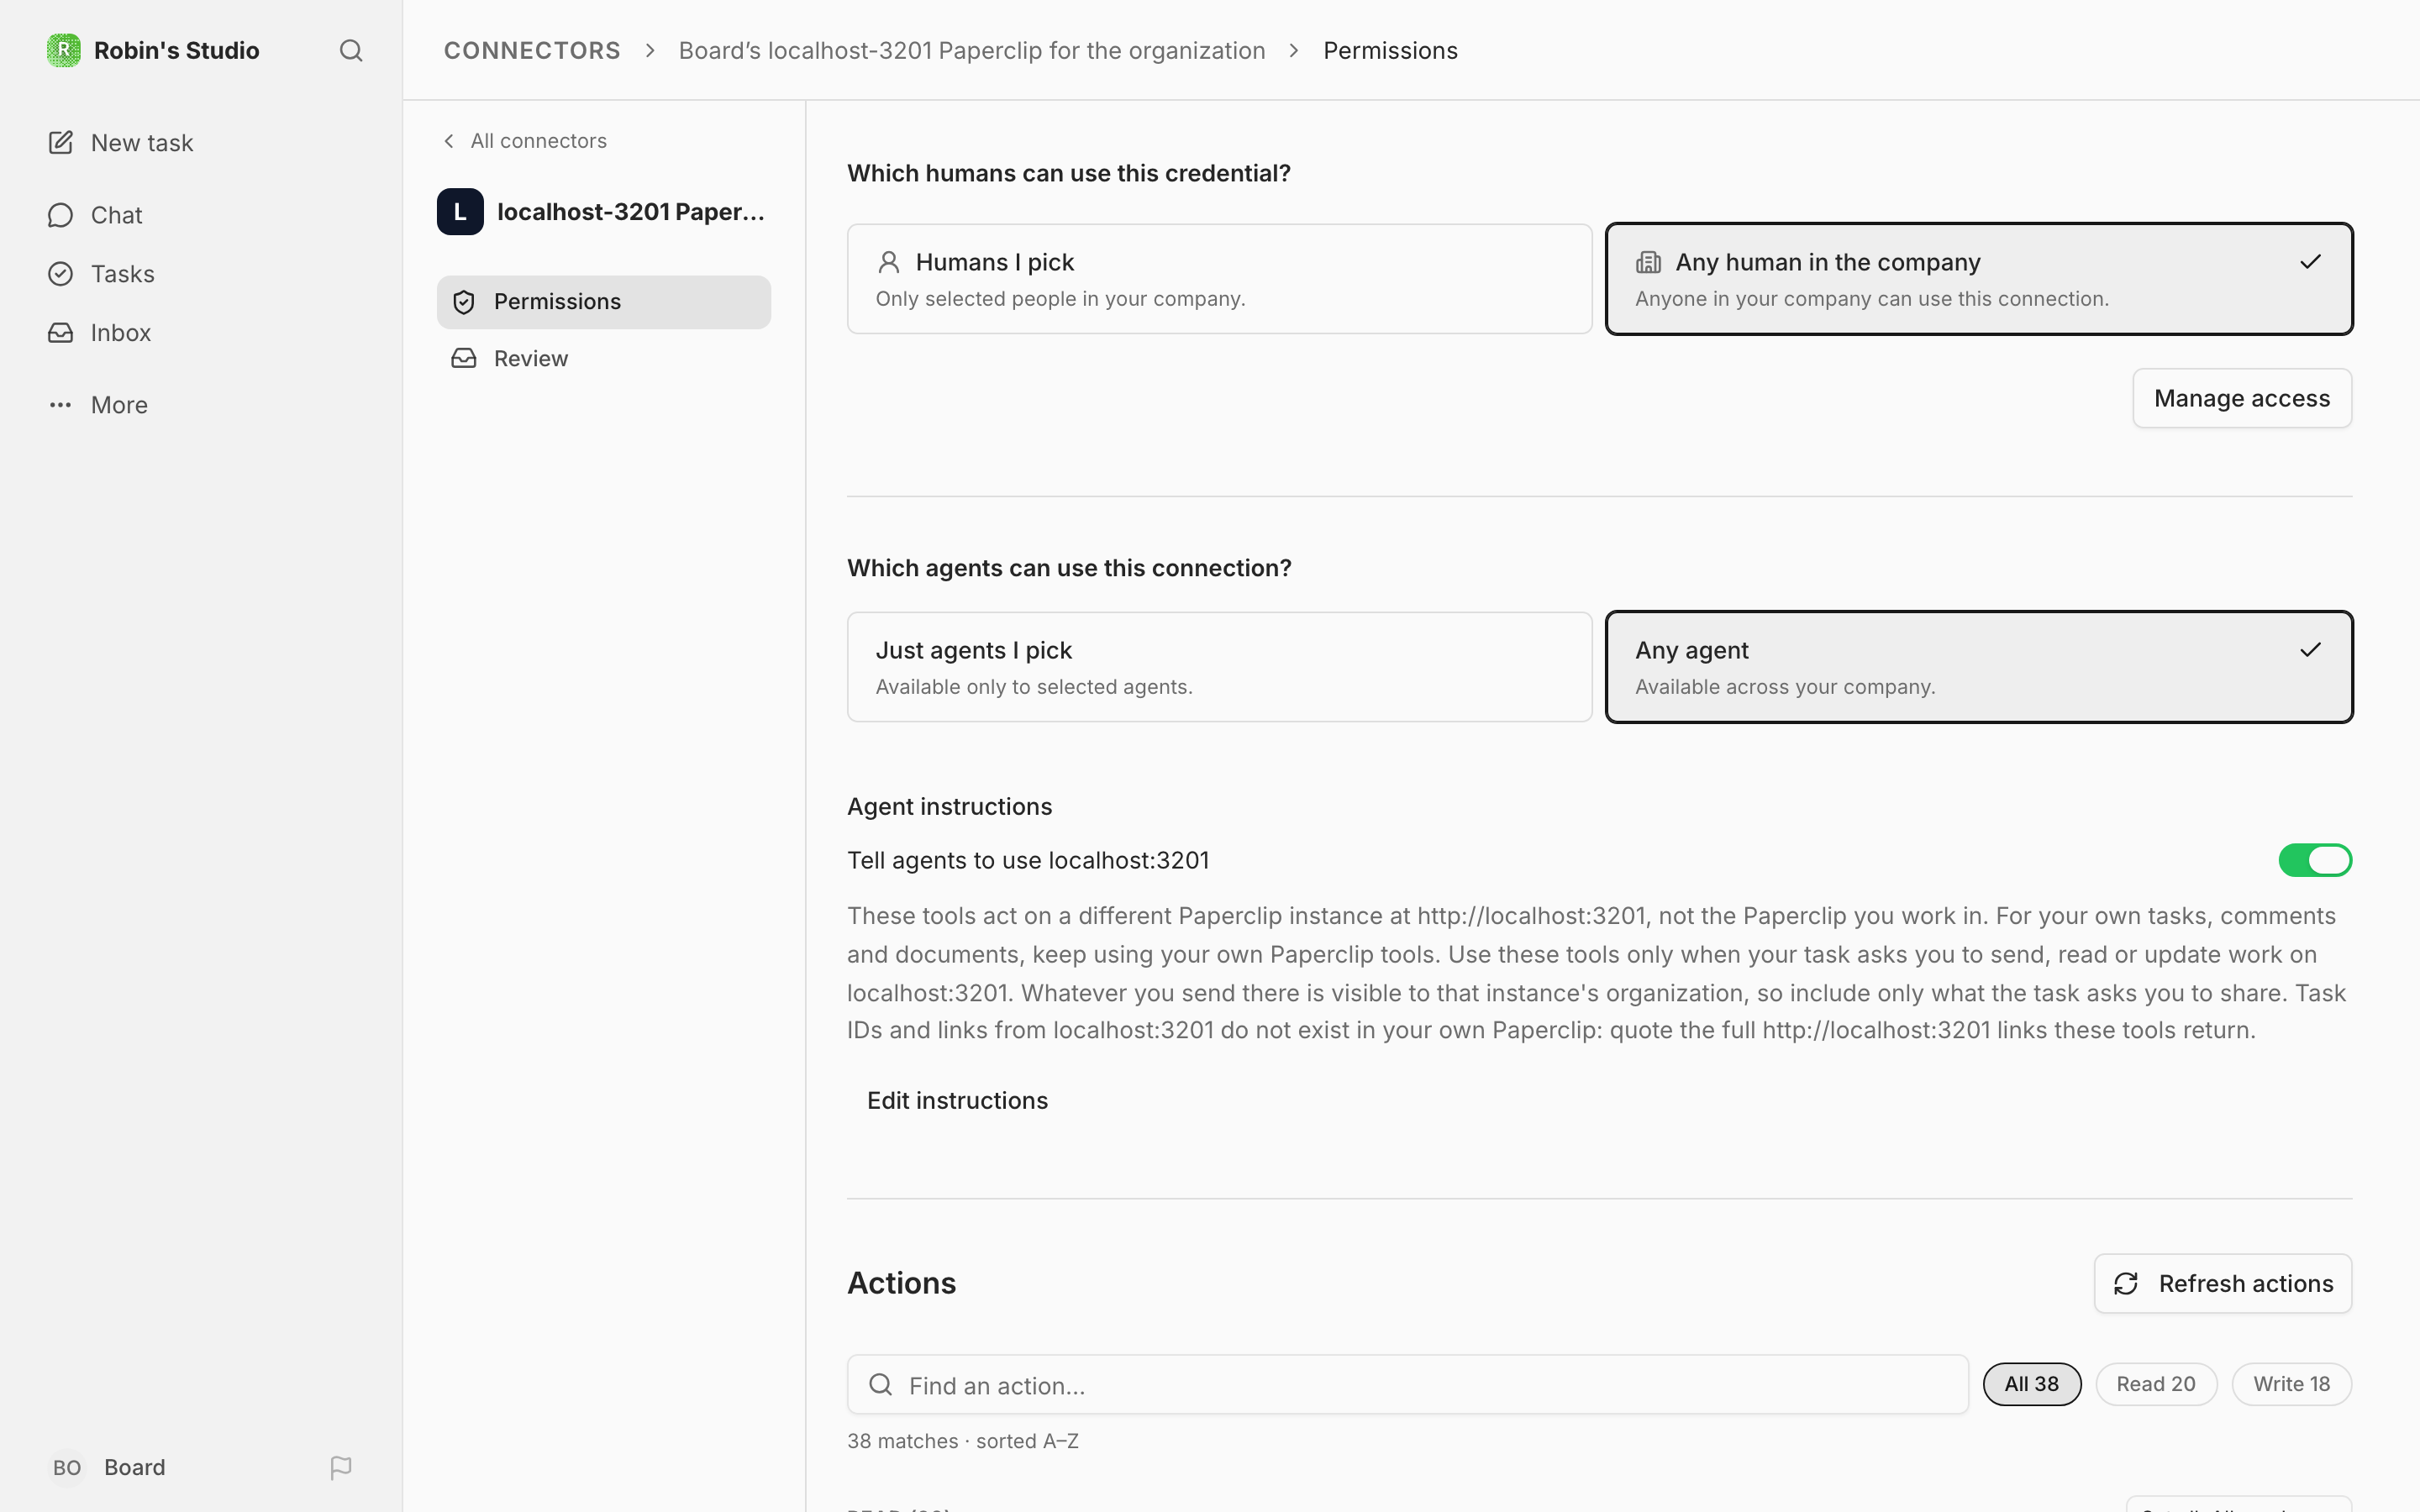 R
Robin's Studio
New task
Chat
Tasks
Inbox
More
BO
Board
CONNECTORS
Board’s localhost-3201 Paperclip for the organization
Permissions
All connectors
L
localhost-3201 Paper...
Permissions
Review
Which humans can use this credential?
Humans I pick
Only selected people in your company.
Any human in the company
Anyone in your company can use this connection.
Manage access
Which agents can use this connection?
Just agents I pick
Available only to selected agents.
Any agent
Available across your company.
Agent instructions
Tell agents to use localhost:3201
These tools act on a different Paperclip instance at http://localhost:3201, not the Paperclip you work in. For your own tasks, comments
and documents, keep using your own Paperclip tools. Use these tools only when your task asks you to send, read or update work on
localhost:3201. Whatever you send there is visible to that instance's organization, so include only what the task asks you to share. Task
IDs and links from localhost:3201 do not exist in your own Paperclip: quote the full http://localhost:3201 links these tools return.
Edit instructions
Actions
Refresh actions
Find an action...
All 38
Read 20
Write 18
38 matches · sorted A–Z